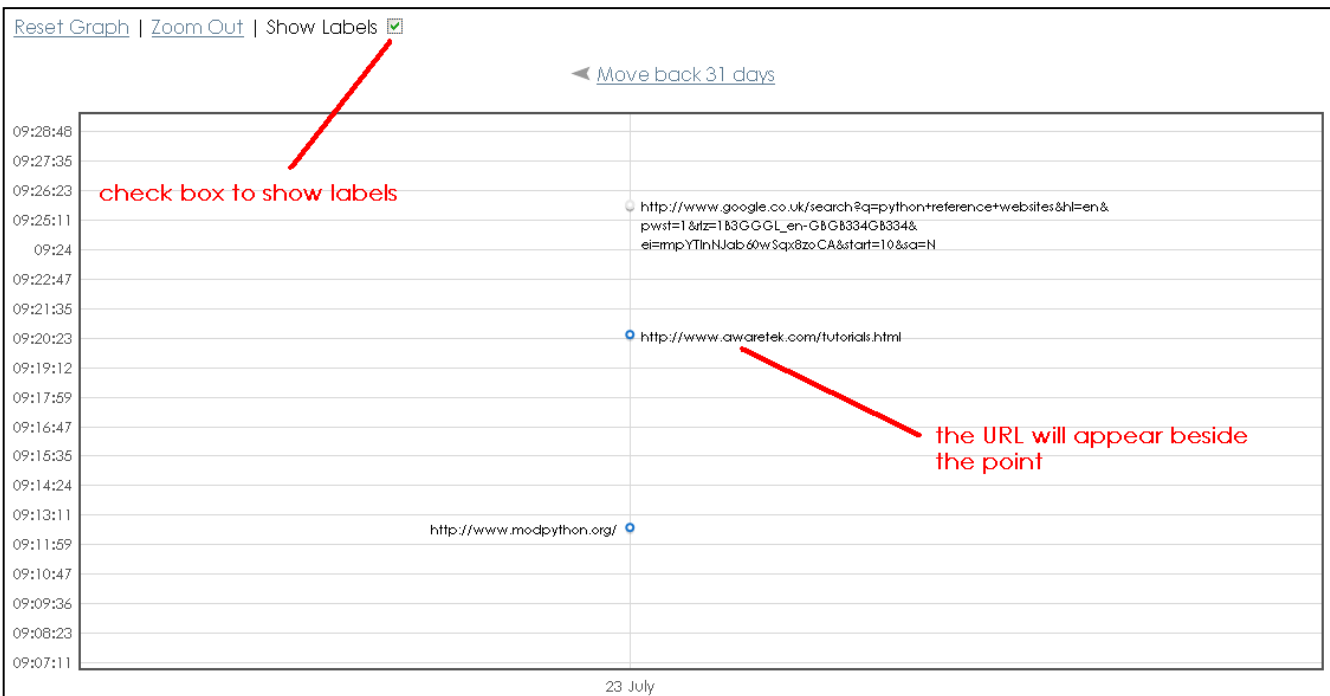 Reset Graph | Zoom Out | Show Labels
Move back 31 days
09:28:48
09:27:35
09:26:23
check box to show labels
http://www.google.co.uk/search?q=python+reference+websites&hl=en&
09:25:11
pwst=1&rlz=1B3GGGL_en-GBGB334GB334&
09:24
ei=rmpYTInNJab60wSqx8zoCA&start=10&sa=N
09:22:47
09:21:35
09:20:23
http://www.awaretek.com/tutorials.html
09:19:12
09:17:59
09:16:47
the URL will appear beside
the point
09:15:35
09:14:24
09:13:11
http://www.modpython.org/
09:11:59
09:10:47
09:09:36
09:08:23
09:07:11
23 July